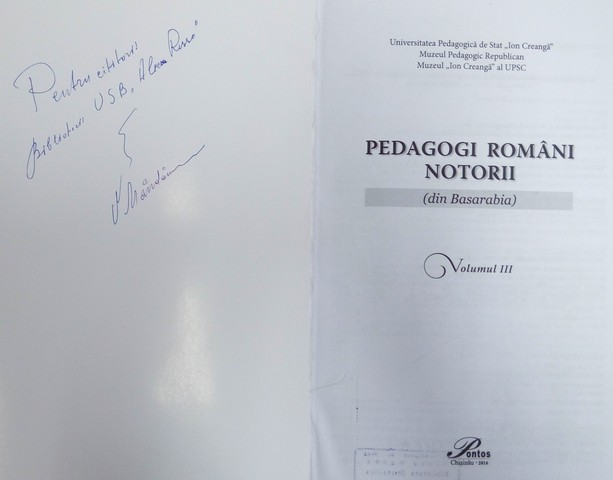 Pentru cititorii
Bibliotecii USB, Alecu Russo"
Universitatea Pedagogică de Stat „Ion Creangă”
Muzeul Pedagogic Republican
Muzeul „Ion Creangă” al UPSC
PEDAGOGI ROMÂNI
NOTORII
(din Basarabia)
Volumul III
Pontos
Chişinău · 2014